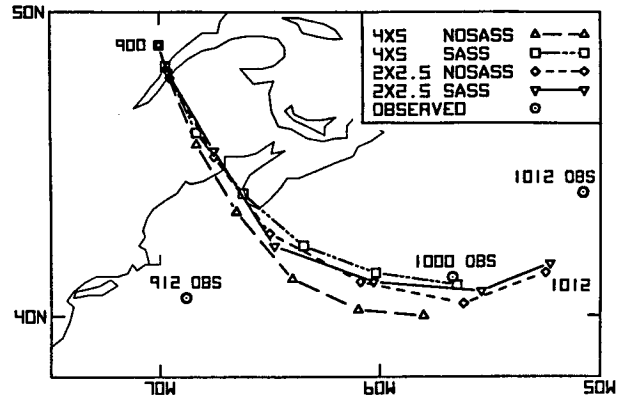 50N
4X5 NOSASS
4X5 SASS
2X2.5 NOSASS
2X2.5 SASS
OBSERVED
900
1012 OBS
912 OBS
1000 OBS
1012
40N
70W
60W
50W